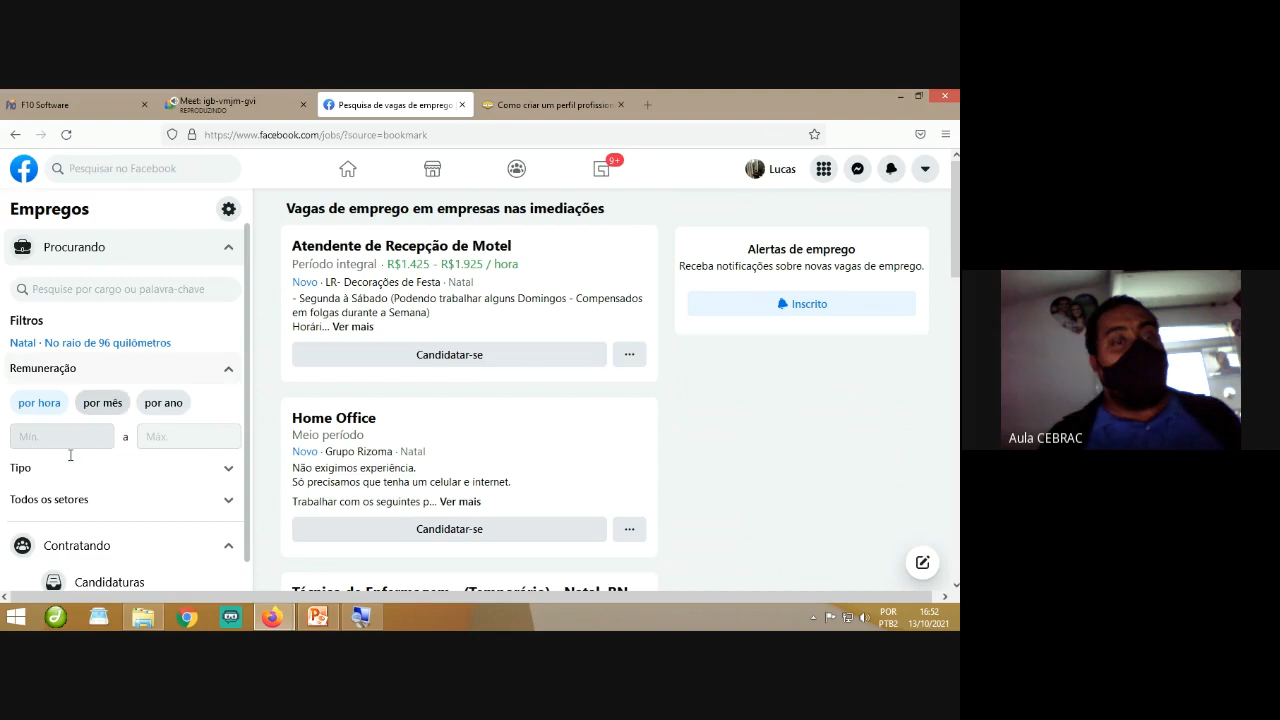 F10 Software
Meet: igb-vmjm-gvi
REPRODUZINDO
Pesquisa de vagas de emprego
Como criar um perfil profission
https://www.facebook.com/jobs/?source=bookmark
Pesquisar no Facebook
9+
Lucas
Empregos
Procurando
Pesquise por cargo ou palavra-chave
Filtros
Natal · No raio de 96 quilômetros
Remuneração
por hora
por mês
por ano
Mín.
a
Máx.
Tipo
Todos os setores
Contratando
Candidaturas
Vagas de emprego em empresas nas imediações
Atendente de Recepção de Motel
Período integral · R$1.425 - R$1.925 / hora
Novo · LR- Decorações de Festa · Natal
- Segunda à Sábado (Podendo trabalhar alguns Domingos - Compensados
em folgas durante a Semana)
Horári... Ver mais
Candidatar-se
Home Office
Meio período
Novo · Grupo Rizoma · Natal
Não exigimos experiência.
Só precisamos que tenha um celular e internet.
Trabalhar com os seguintes p... Ver mais
Candidatar-se
Técnico de Enfermagem - (Temporário) - Natal, RN
Alertas de emprego
Receba notificações sobre novas vagas de emprego.
Inscrito
POR
PTB2
16:52
13/10/2021
Aula CEBRAC